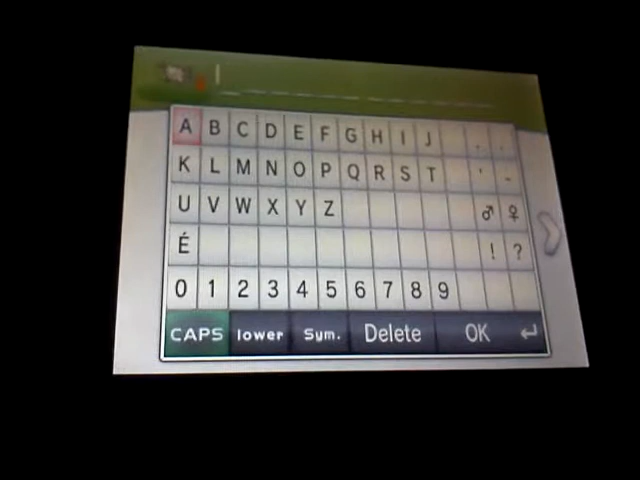 A B C D E F G H I J , .
K L M N O P Q R S T ' -
U V W X Y Z ♂ ♀
É ! ?
0 1 2 3 4 5 6 7 8 9
CAPS lower Sym. Delete OK